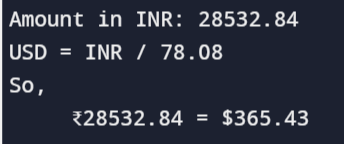 Amount in INR: 28532.84
USD = INR / 78.08
So,
₹28532.84 = $365.43